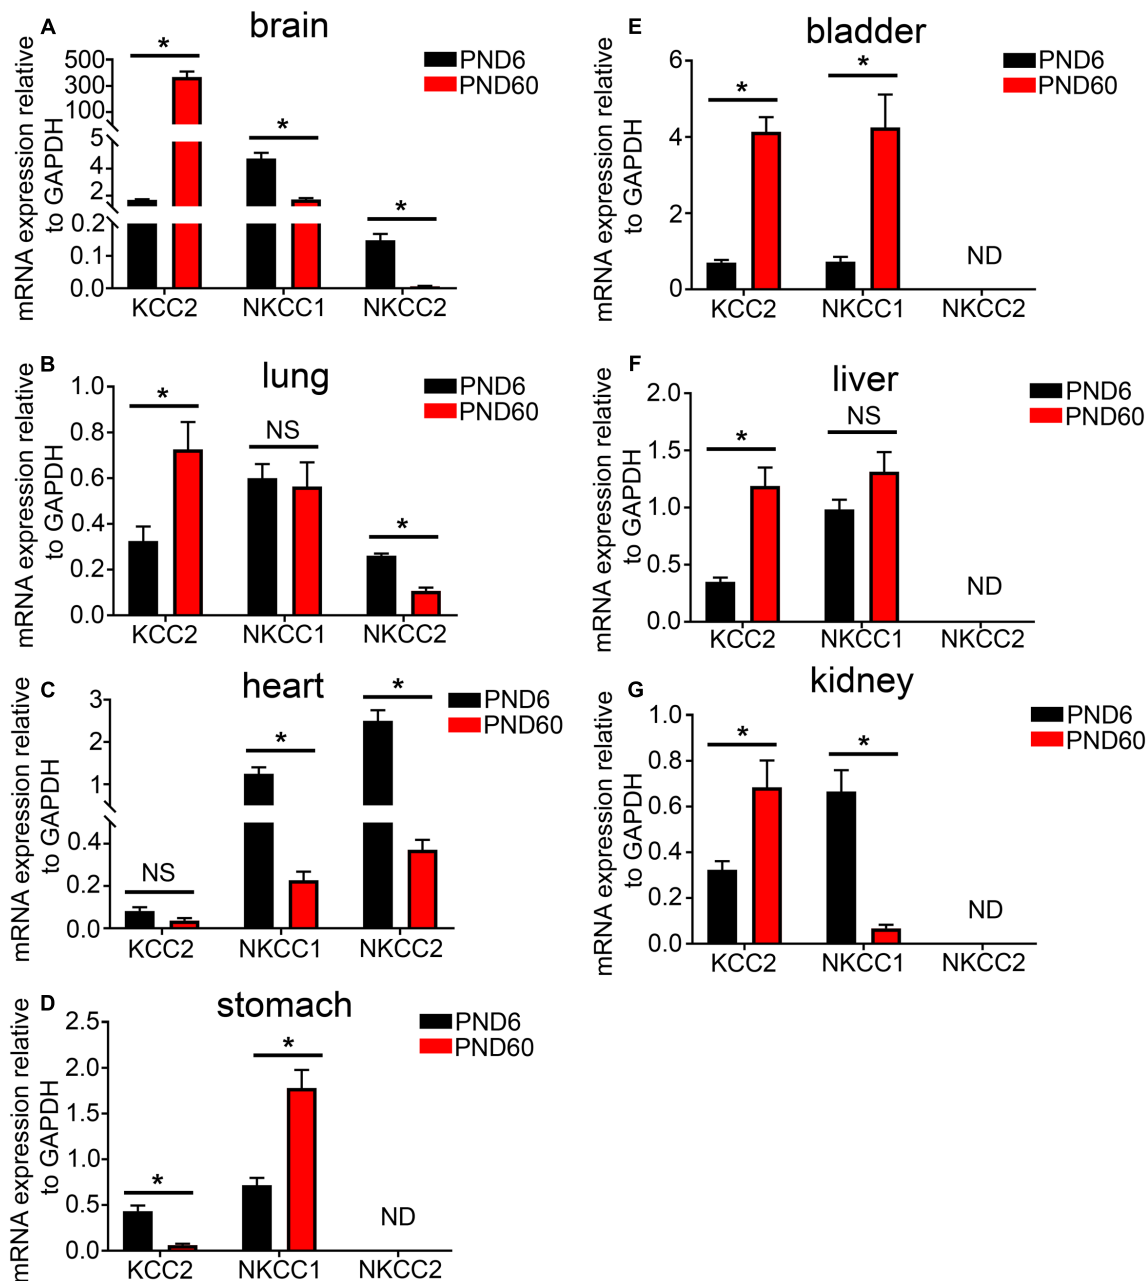 A
brain
PND6
PND60
*
*
*
mRNA expression relative
to GAPDH
500
300
100
5
4
2
0.2
0.1
0.0
KCC2 NKCC1 NKCC2
B
lung
PND6
PND60
*
NS
*
mRNA expression relative
to GAPDH
1.0
0.8
0.6
0.4
0.2
0.0
KCC2 NKCC1 NKCC2
C
heart
PND6
PND60
NS
*
*
mRNA expression relative
to GAPDH
3
2
1
0.4
0.2
0.0
KCC2 NKCC1 NKCC2
D
stomach
PND6
PND60
*
*
ND
mRNA expression relative
to GAPDH
2.5
2.0
1.5
1.0
0.5
0.0
KCC2 NKCC1 NKCC2
E
bladder
PND6
PND60
*
*
ND
mRNA expression relative
to GAPDH
6
4
2
0
KCC2 NKCC1 NKCC2
F
liver
PND6
PND60
*
NS
ND
mRNA expression relative
to GAPDH
2.0
1.5
1.0
0.5
0.0
KCC2 NKCC1 NKCC2
G
kidney
PND6
PND60
*
*
ND
mRNA expression relative
to GAPDH
1.0
0.8
0.6
0.4
0.2
0.0
KCC2 NKCC1 NKCC2